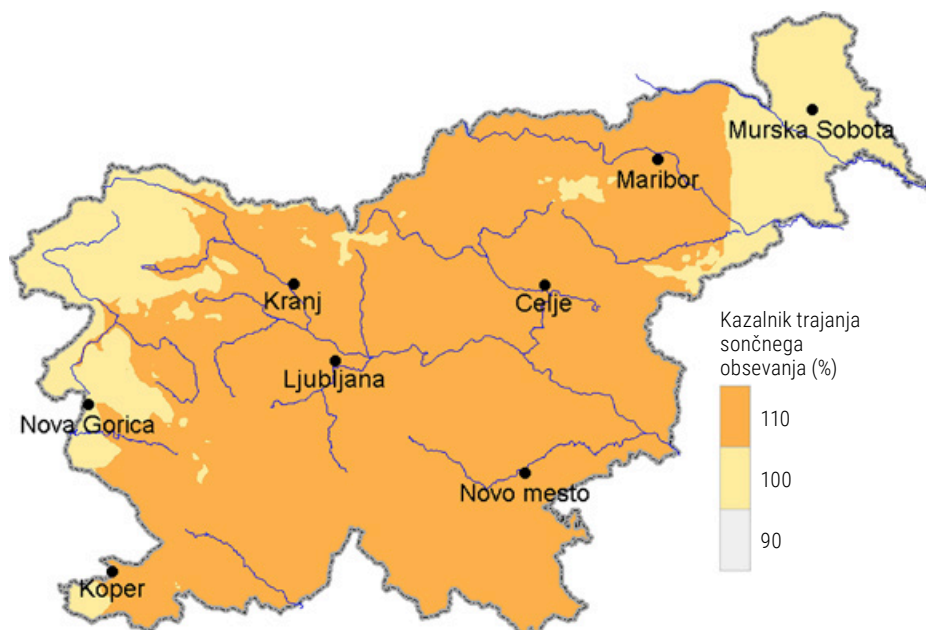 Murska Sobota
Maribor
Kranj
Celje
Ljubljana
Nova Gorica
Novo mesto
Koper
Kazalnik trajanja
sončnega
obsevanja (%)
110
100
90